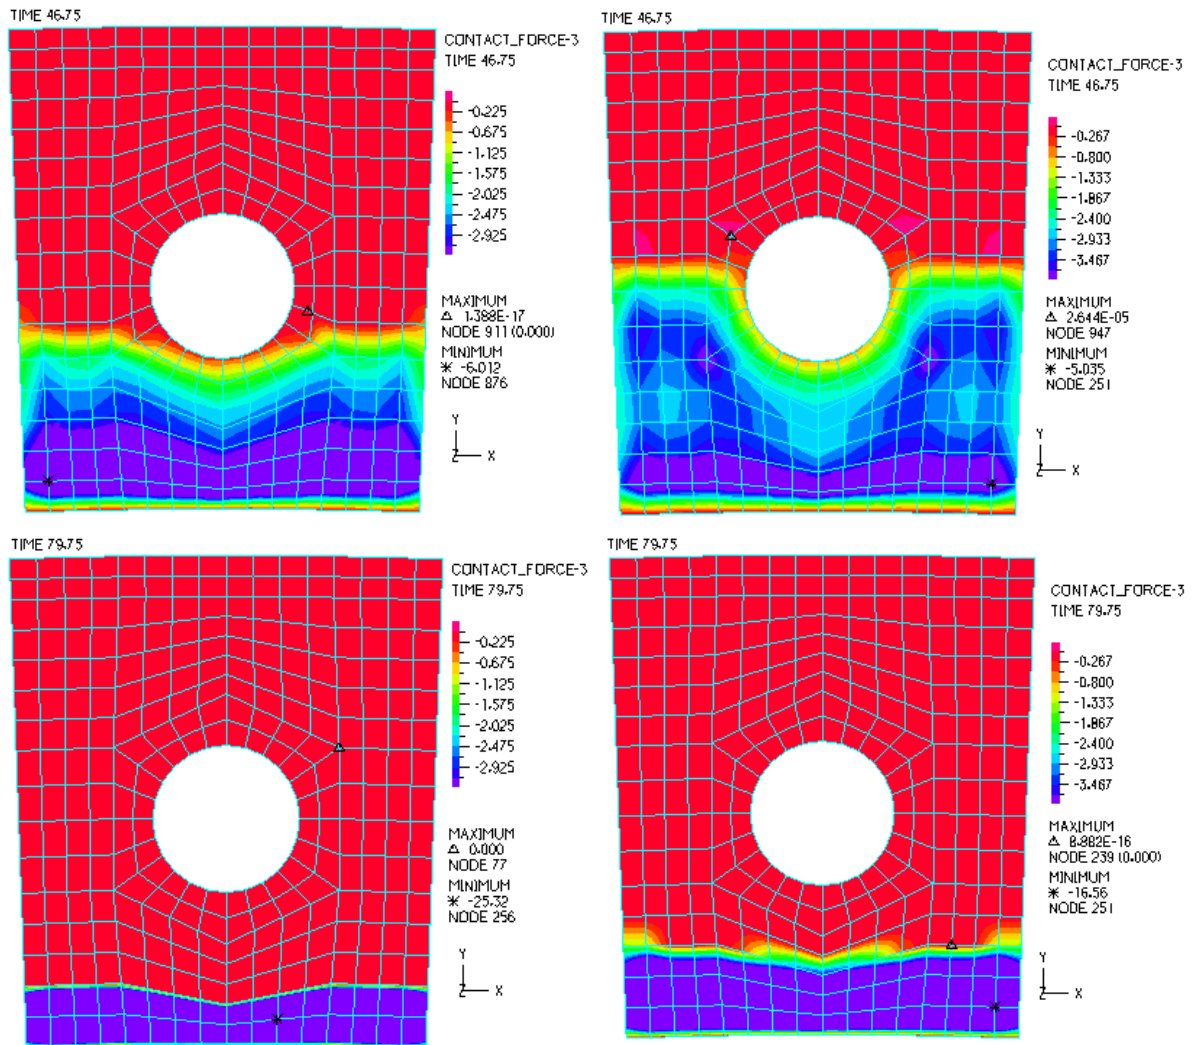 TIME 46.75
CONTACT_FORCE-3
TIME 46.75
-0.225
-0.675
-1.125
-1.575
-2.025
-2.475
-2.925
MAXIMUM
△ 1.388E-17
NODE 911 (0.000)
MINIMUM
* -6.012
NODE 876
Y
Z X
TIME 46.75
CONTACT_FORCE-3
TIME 46.75
-0.267
-0.800
-1.333
-1.867
-2.400
-2.933
-3.467
MAXIMUM
△ 2.644E-05
NODE 947
MINIMUM
* -5.035
NODE 251
Y
Z X
TIME 79.75
CONTACT_FORCE-3
TIME 79.75
-0.225
-0.675
-1.125
-1.575
-2.025
-2.475
-2.925
MAXIMUM
△ 0.000
NODE 77
MINIMUM
* -25.32
NODE 256
Y
Z X
TIME 79.75
CONTACT_FORCE-3
TIME 79.75
-0.267
-0.800
-1.333
-1.867
-2.400
-2.933
-3.467
MAXIMUM
△ 8.882E-16
NODE 239 (0.000)
MINIMUM
* -16.56
NODE 251
Y
Z X